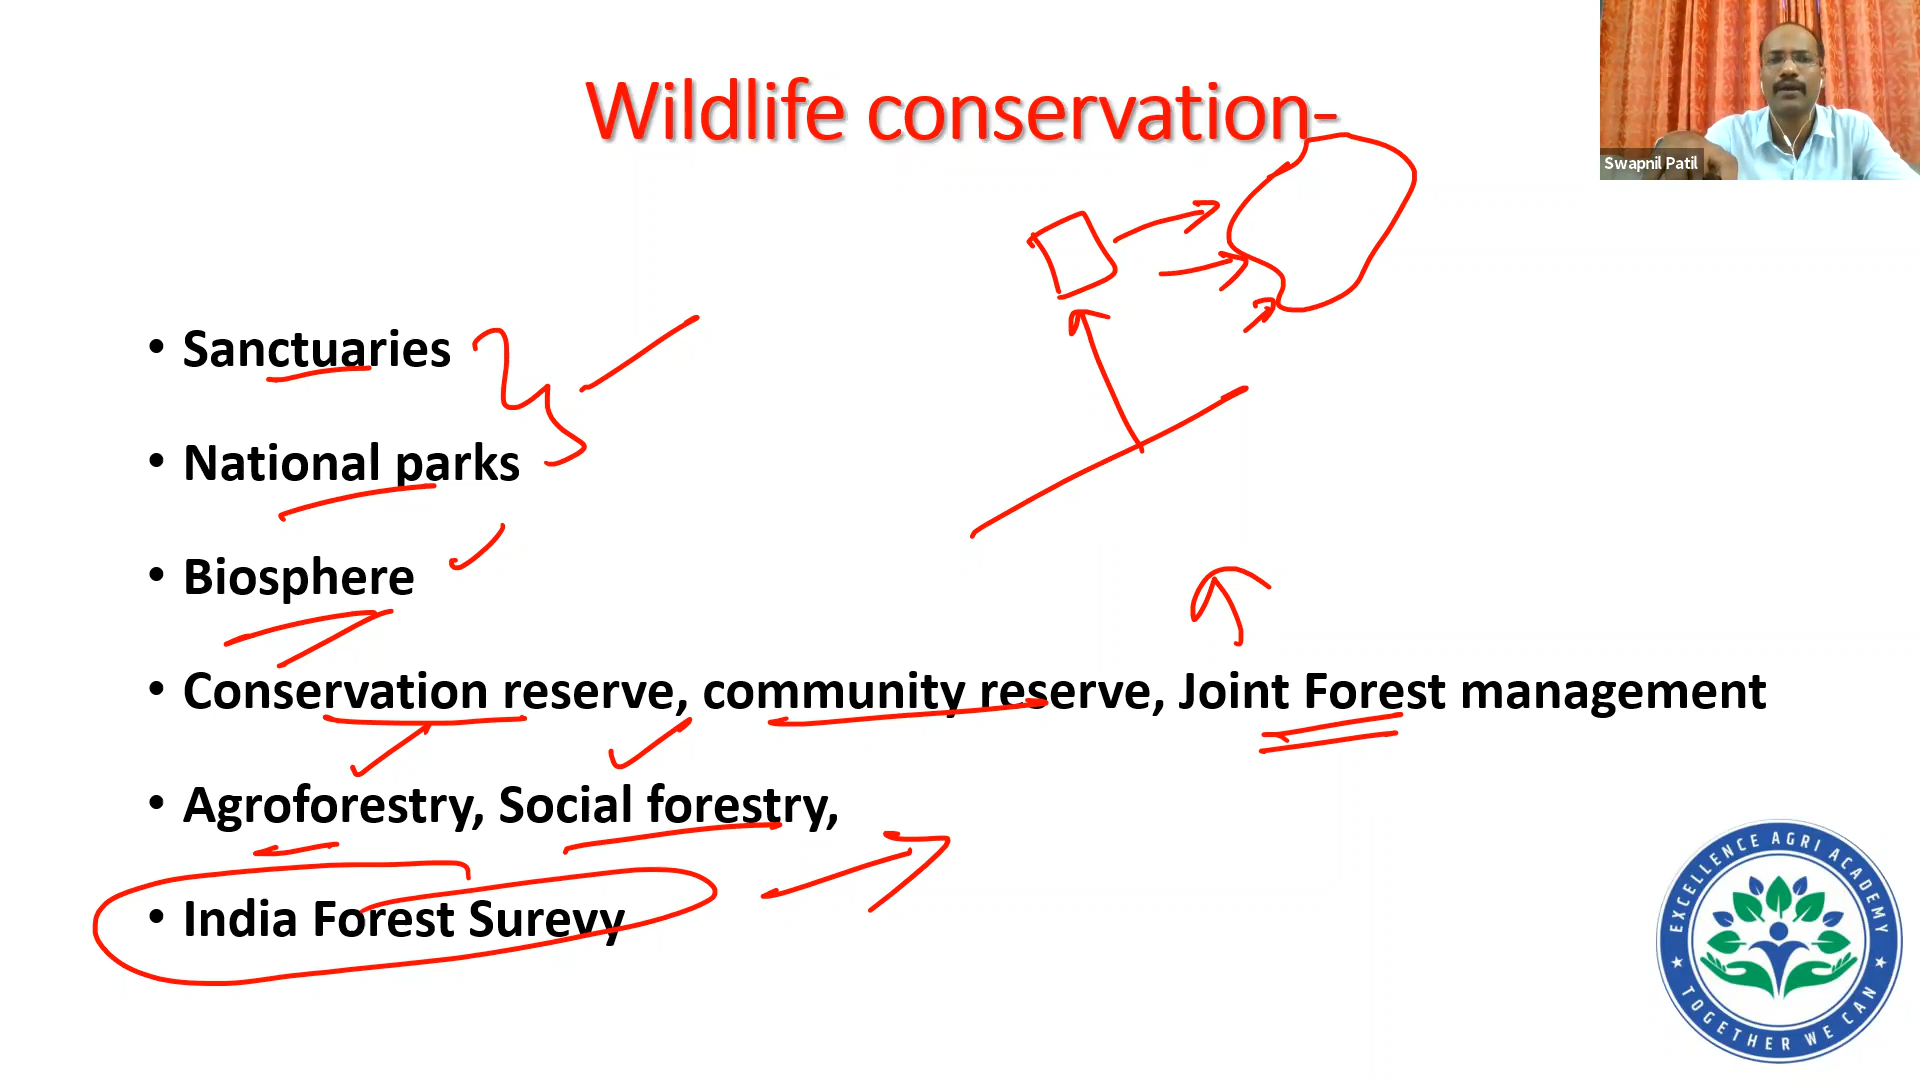 Wildlife conservation-
Swapnil Patil
• Sanctuaries
• National parks
• Biosphere
• Conservation reserve, community reserve, Joint Forest management
• Agroforestry, Social forestry,
• India Forest Surevy
EXCELLENCE AGRI ACADEMY
TOGETHER WE CAN